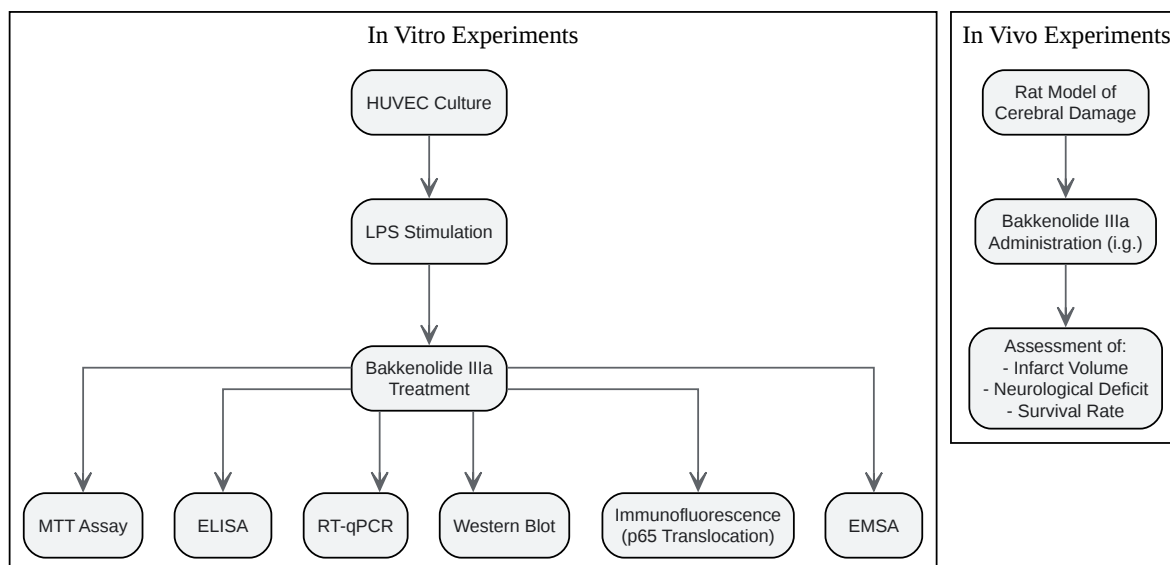 In Vitro Experiments
HUVEC Culture
LPS Stimulation
Bakkenolide IIIa
Treatment
MTT Assay
ELISA
RT-qPCR
Western Blot
Immunofluorescence
(p65 Translocation)
EMSA
In Vivo Experiments
Rat Model of
Cerebral Damage
Bakkenolide IIIa
Administration (i.g.)
Assessment of:
- Infarct Volume
- Neurological Deficit
- Survival Rate